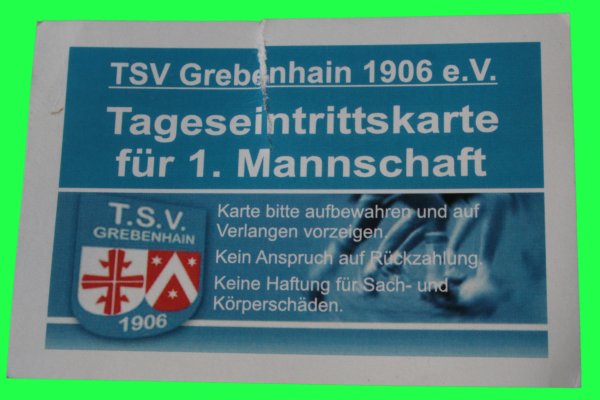 TSV Grebenhain 1906 e.V.
Tageseintrittskarte
für 1. Mannschaft
T.S.V.
GREBENHAIN
1906
Karte bitte aufbewahren und auf
Verlangen vorzeigen.
Kein Anspruch auf Rückzahlung.
Keine Haftung für Sach- und
Körperschäden.